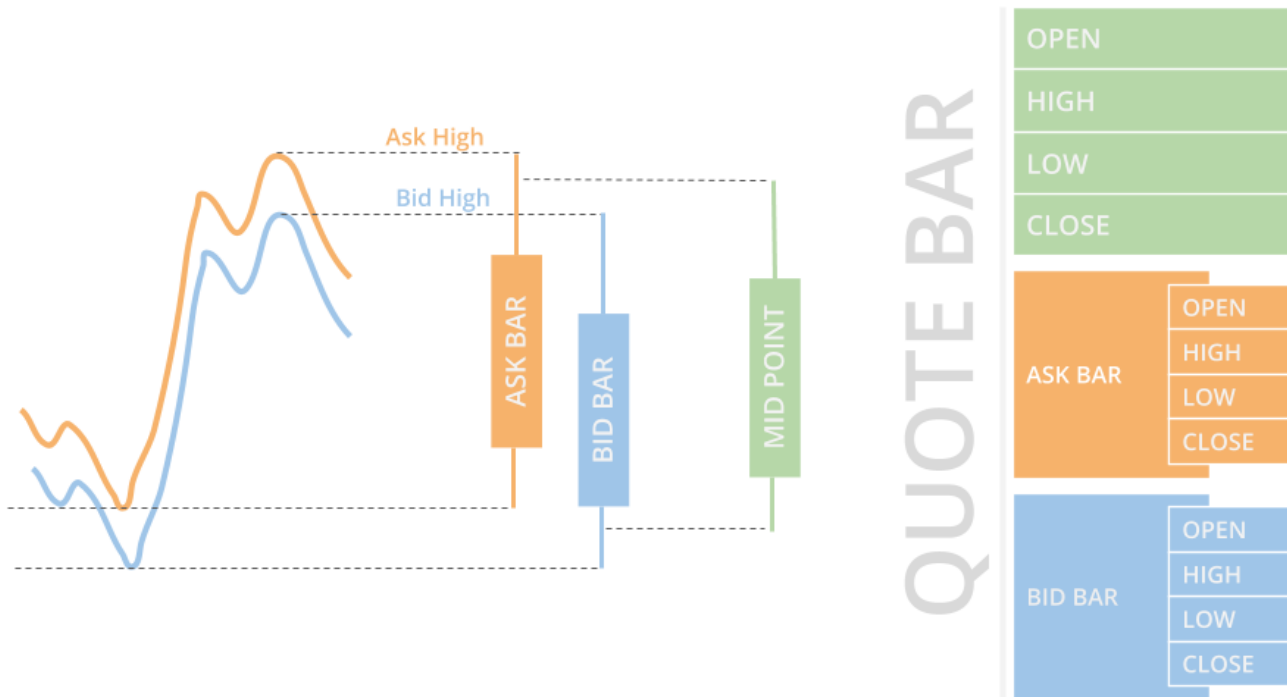 Ask High
Bid High
ASK BAR
BID BAR
MID POINT
QUOTE BAR
OPEN
HIGH
LOW
CLOSE
ASK BAR
OPEN
HIGH
LOW
CLOSE
BID BAR
OPEN
HIGH
LOW
CLOSE